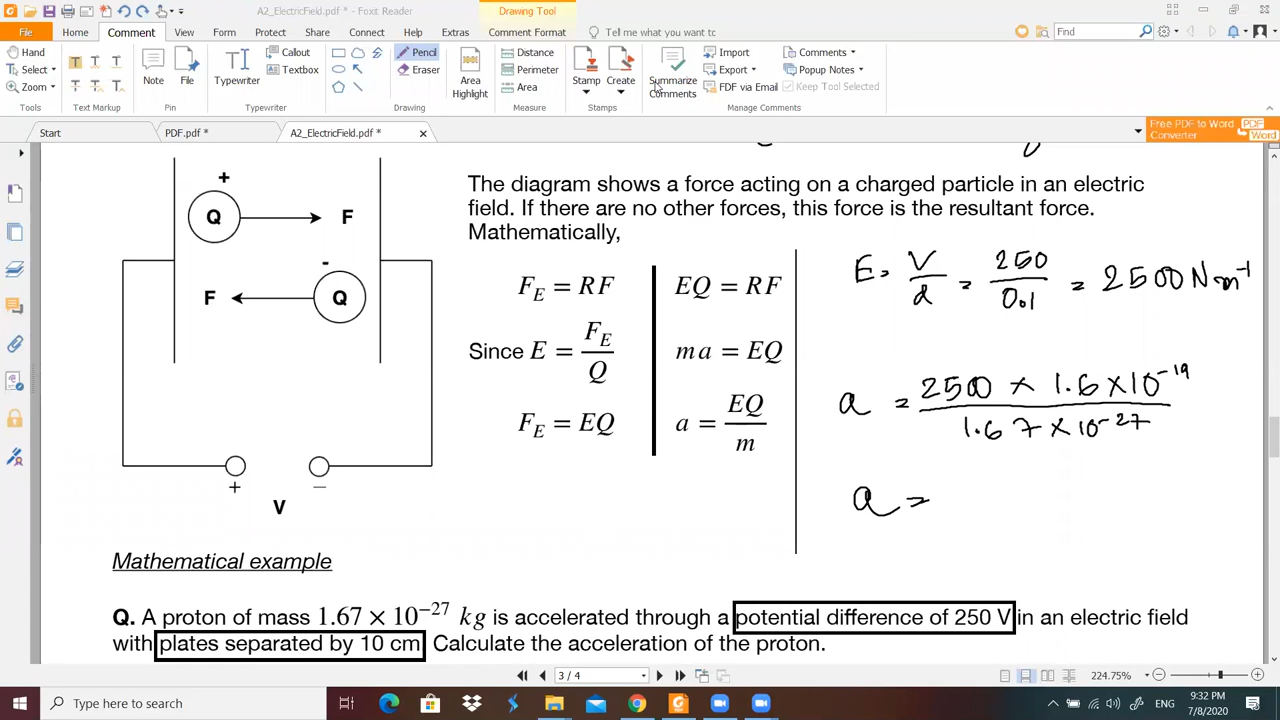 A2_ElectricField.pdf * - Foxit Reader
Drawing Tool
File Home Comment View Form Protect Share Connect Help Extras Comment Format Tell me what you want tc Find
Hand
Select
Zoom
Tools
Text Markup
Note
File
Pin
Typewriter
Callout
Textbox
Typewriter
Pencil
Eraser
Drawing
Area Highlight
Distance
Perimeter
Area
Measure
Stamp
Create
Stamps
Summarize Comments
Import
Export
FDF via Email
Comments
Popup Notes
Keep Tool Selected
Manage Comments
Start PDF.pdf * A2_ElectricField.pdf *
Free PDF to Word Converter
PDF
Word
The diagram shows a force acting on a charged particle in an electric
field. If there are no other forces, this force is the resultant force.
Mathematically,
+
Q F
-
F Q
+ −
V
F_E = RF
Since E = F_E / Q
F_E = EQ
EQ = RF
ma = EQ
a = EQ / m
E = V/d = 250/0.1 = 2500 N m⁻¹
a = 2500 × 1.6 × 10⁻¹⁹ / 1.67 × 10⁻²⁷
a =
Mathematical example
Q. A proton of mass 1.67 × 10⁻²⁷ kg is accelerated through a potential difference of 250 V in an electric field
with plates separated by 10 cm. Calculate the acceleration of the proton.
3 / 4
224.75%
Type here to search
ENG
9:32 PM
7/8/2020